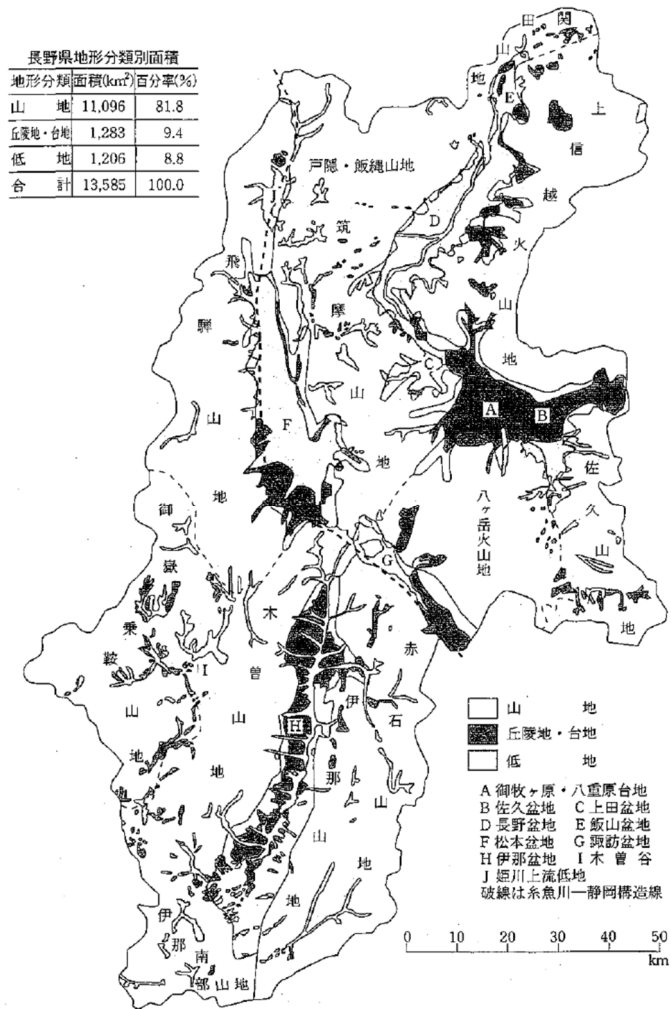 長野県地形分類別面積
地形分類 面積(km²) 百分率(%)
山 地 11,096 81.8
丘陵地・台地 1,283 9.4
低 地 1,206 8.8
合 計 13,585 100.0
関田山地
E
上信越火山地
戸隠・飯縄山地
J
D
筑摩山地
飛騨山地
C
A
B
F
佐久山地
八ヶ岳火山地
G
御嶽乗鞍山地
木曽山地
I
赤石山地
伊那山地
H
伊那南部山地
山 地
丘陵地・台地
低 地
A 御牧ヶ原・八重原台地
B 佐久盆地 C 上田盆地
D 長野盆地 E 飯山盆地
F 松本盆地 G 諏訪盆地
H 伊那盆地 I 木曽谷
J 姫川上流低地
破線は糸魚川―静岡構造線
0 10 20 30 40 50
km